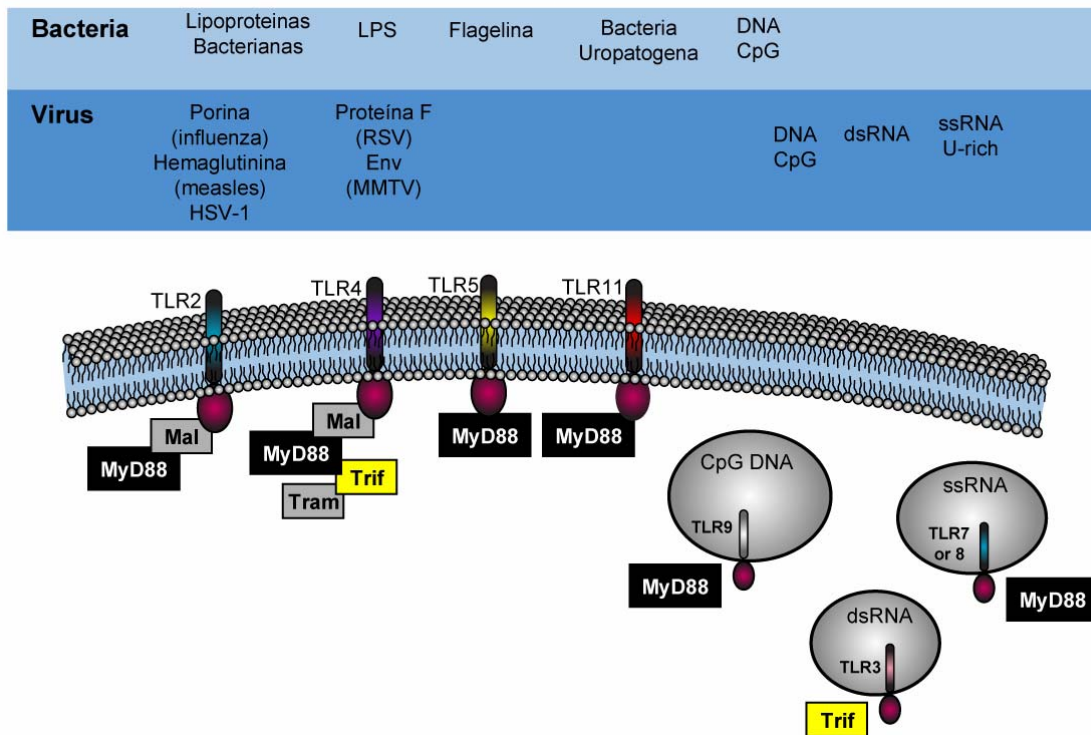 Bacteria
Lipoproteinas
Bacterianas
LPS
Flagelina
Bacteria
Uropatogena
DNA
CpG
Virus
Porina
(influenza)
Hemaglutinina
(measles)
HSV-1
Proteína F
(RSV)
Env
(MMTV)
DNA
CpG
dsRNA
ssRNA
U-rich
TLR2
TLR4
TLR5
TLR11
Mal
MyD88
Mal
MyD88
Trif
Tram
MyD88
MyD88
CpG DNA
TLR9
MyD88
ssRNA
TLR7
or 8
MyD88
dsRNA
TLR3
Trif